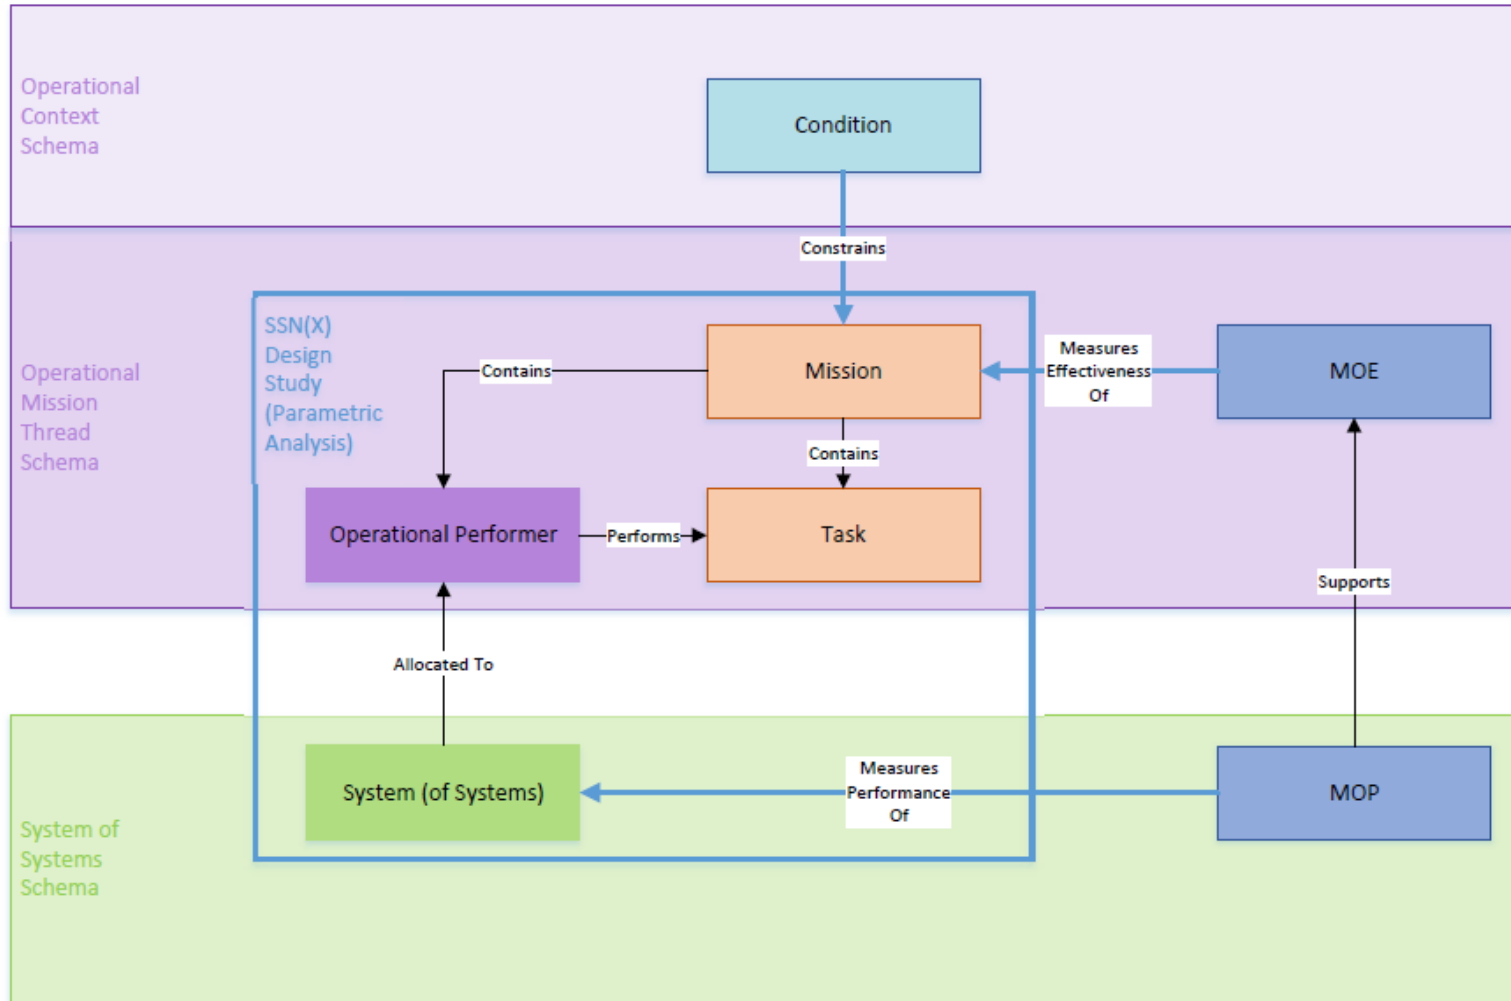 Operational
Context
Schema
Condition
Constrains
SSN(X)
Design
Study
(Parametric
Analysis)
Contains
Mission
Measures
Effectiveness
Of
MOE
Operational
Mission
Thread
Schema
Contains
Operational Performer
Performs
Task
Supports
Allocated To
System (of Systems)
Measures
Performance
Of
MOP
System of
Systems
Schema